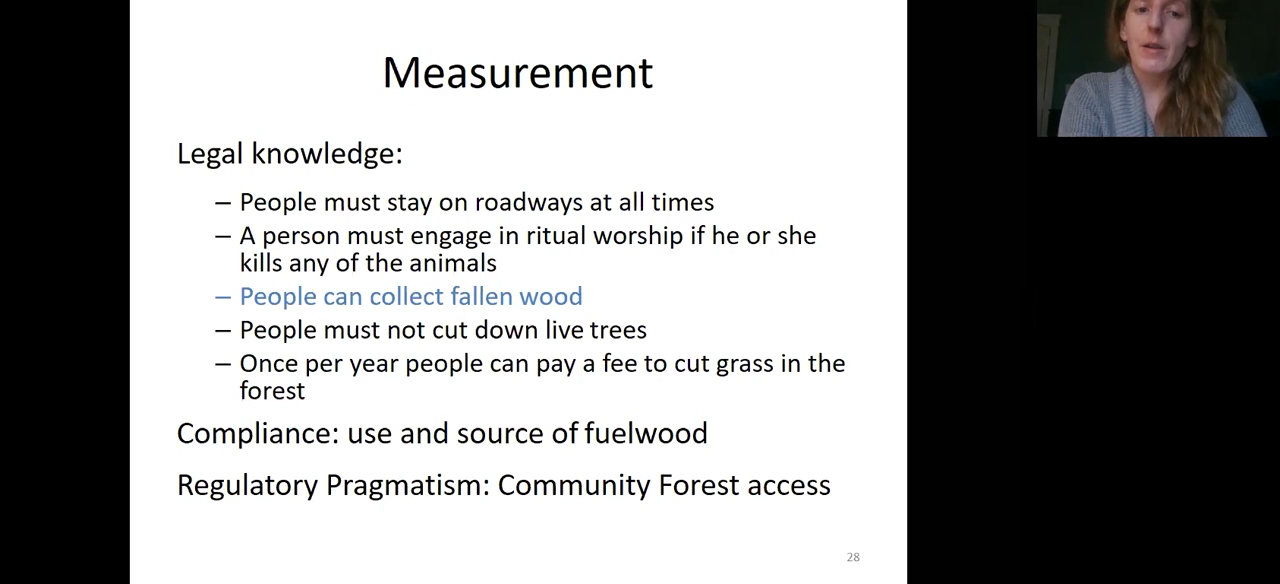 Measurement
Legal knowledge:
– People must stay on roadways at all times
– A person must engage in ritual worship if he or she
kills any of the animals
– People can collect fallen wood
– People must not cut down live trees
– Once per year people can pay a fee to cut grass in the
forest
Compliance: use and source of fuelwood
Regulatory Pragmatism: Community Forest access
28